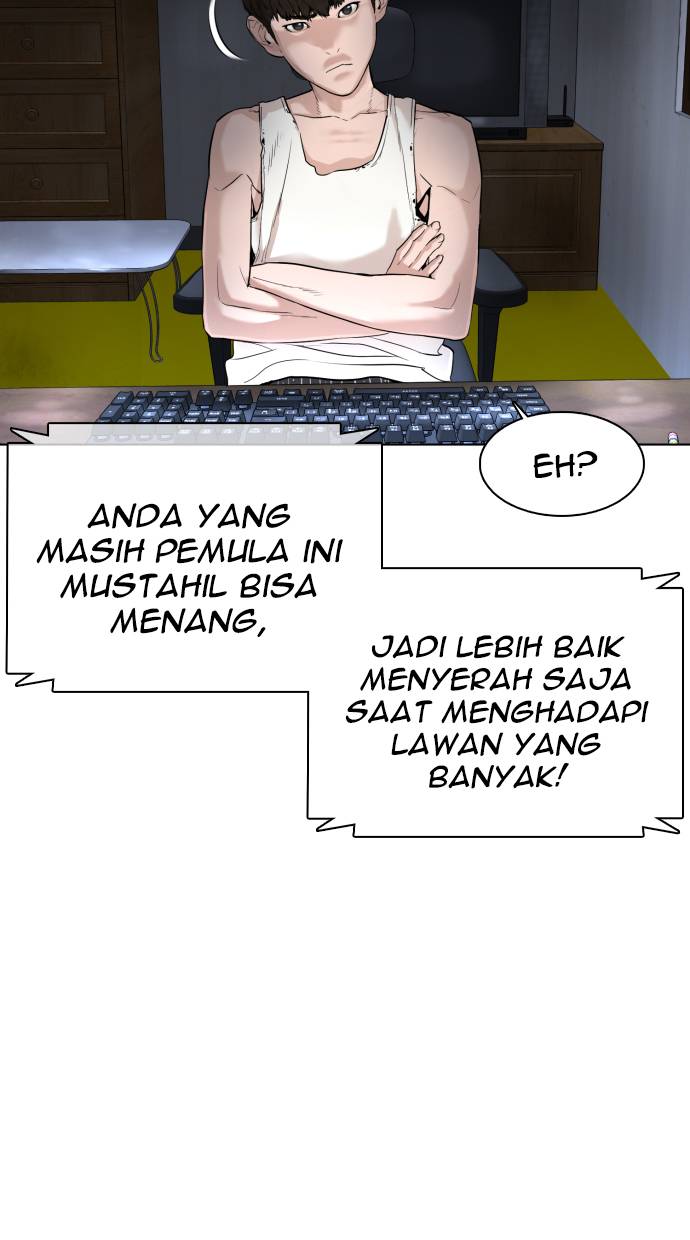 EH?
ANDA YANG
MASIH PEMULA INI
MUSTAHIL BISA
MENANG,
JADI LEBIH BAIK
MENYERAH SAJA
SAAT MENGHADAPI
LAWAN YANG
BANYAK!